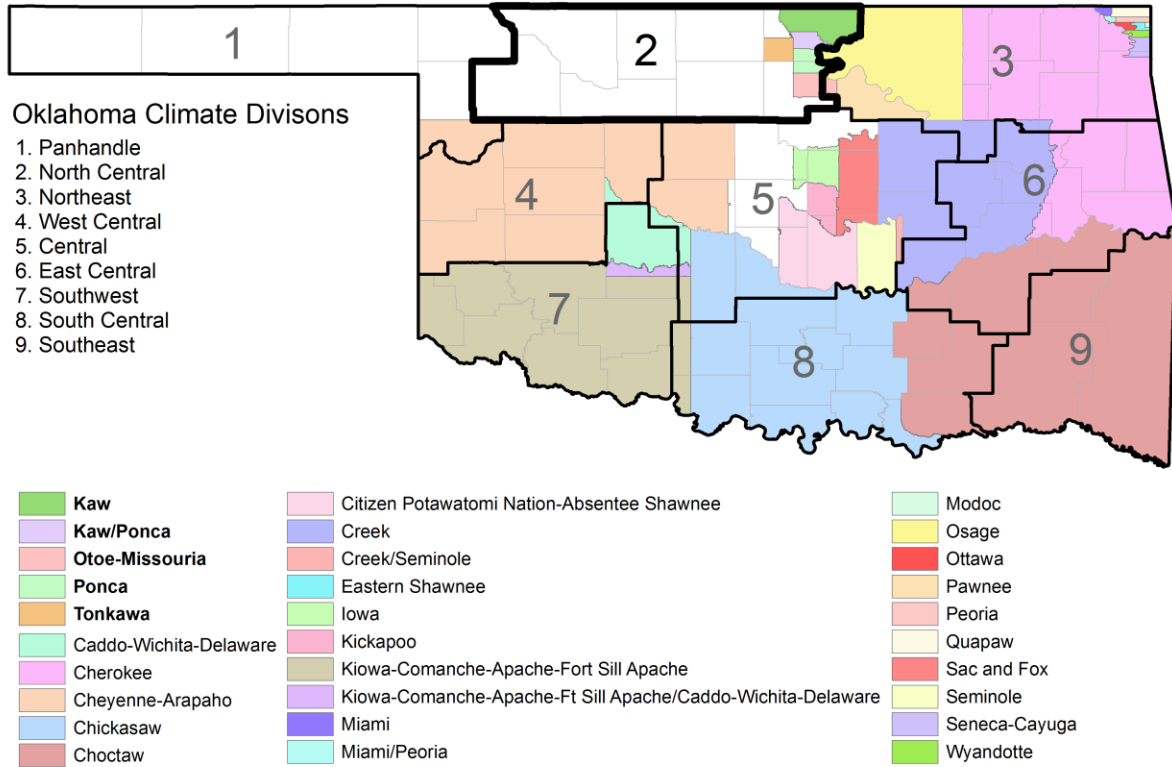 1
2
3
Oklahoma Climate Divisons
1. Panhandle
2. North Central
3. Northeast
4. West Central
5. Central
6. East Central
7. Southwest
8. South Central
9. Southeast
4
5
6
7
8
9
Kaw
Kaw/Ponca
Otoe-Missouria
Ponca
Tonkawa
Caddo-Wichita-Delaware
Cherokee
Cheyenne-Arapaho
Chickasaw
Choctaw
Citizen Potawatomi Nation-Absentee Shawnee
Creek
Creek/Seminole
Eastern Shawnee
Iowa
Kickapoo
Kiowa-Comanche-Apache-Fort Sill Apache
Kiowa-Comanche-Apache-Ft Sill Apache/Caddo-Wichita-Delaware
Miami
Miami/Peoria
Modoc
Osage
Ottawa
Pawnee
Peoria
Quapaw
Sac and Fox
Seminole
Seneca-Cayuga
Wyandotte